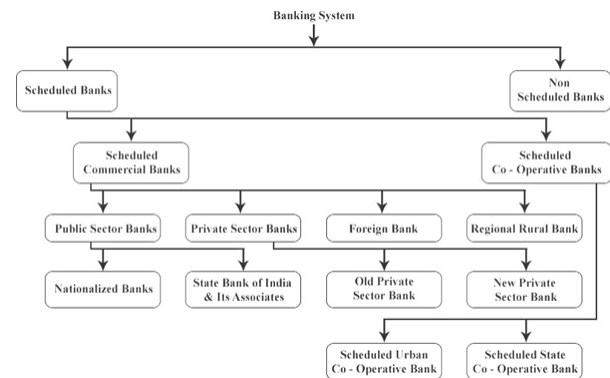 Banking System
Scheduled Banks
Non
Scheduled Banks
Scheduled
Commercial Banks
Scheduled
Co - Operative Banks
Public Sector Banks
Private Sector Banks
Foreign Bank
Regional Rural Bank
Nationalized Banks
State Bank of India
& Its Associates
Old Private
Sector Bank
New Private
Sector Bank
Scheduled Urban
Co - Operative Bank
Scheduled State
Co - Operative Bank